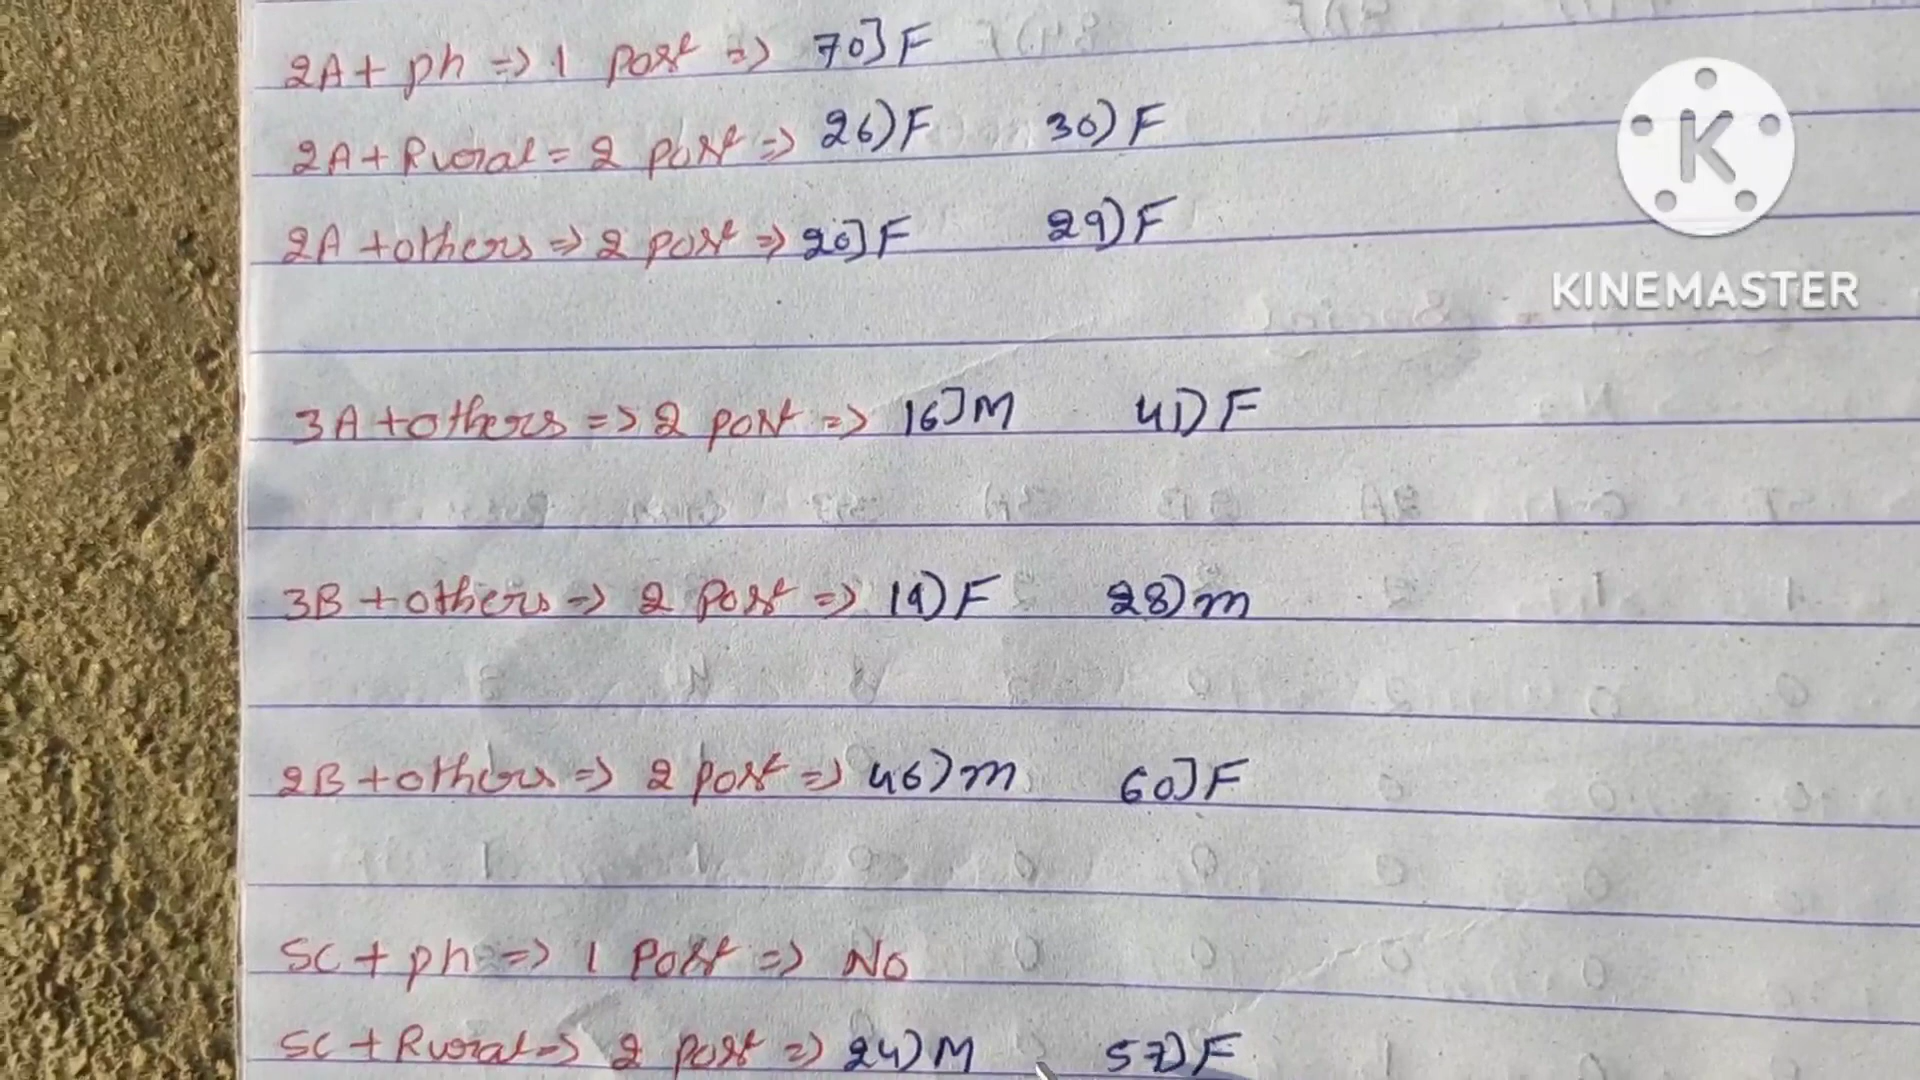 2A + ph => 1 post => 70] F
2A + Rural = 2 post => 26) F 30) F
2A + others => 2 post => 20] F 29) F
3A + others => 2 post => 16] M 41) F
3B + others => 2 post => 19) F 28) m
2B + others => 2 post => 46) m 60] F
SC + ph => 1 Post => No
SC + Rural => 2 post => 24) M 57) F
K
KINEMASTER